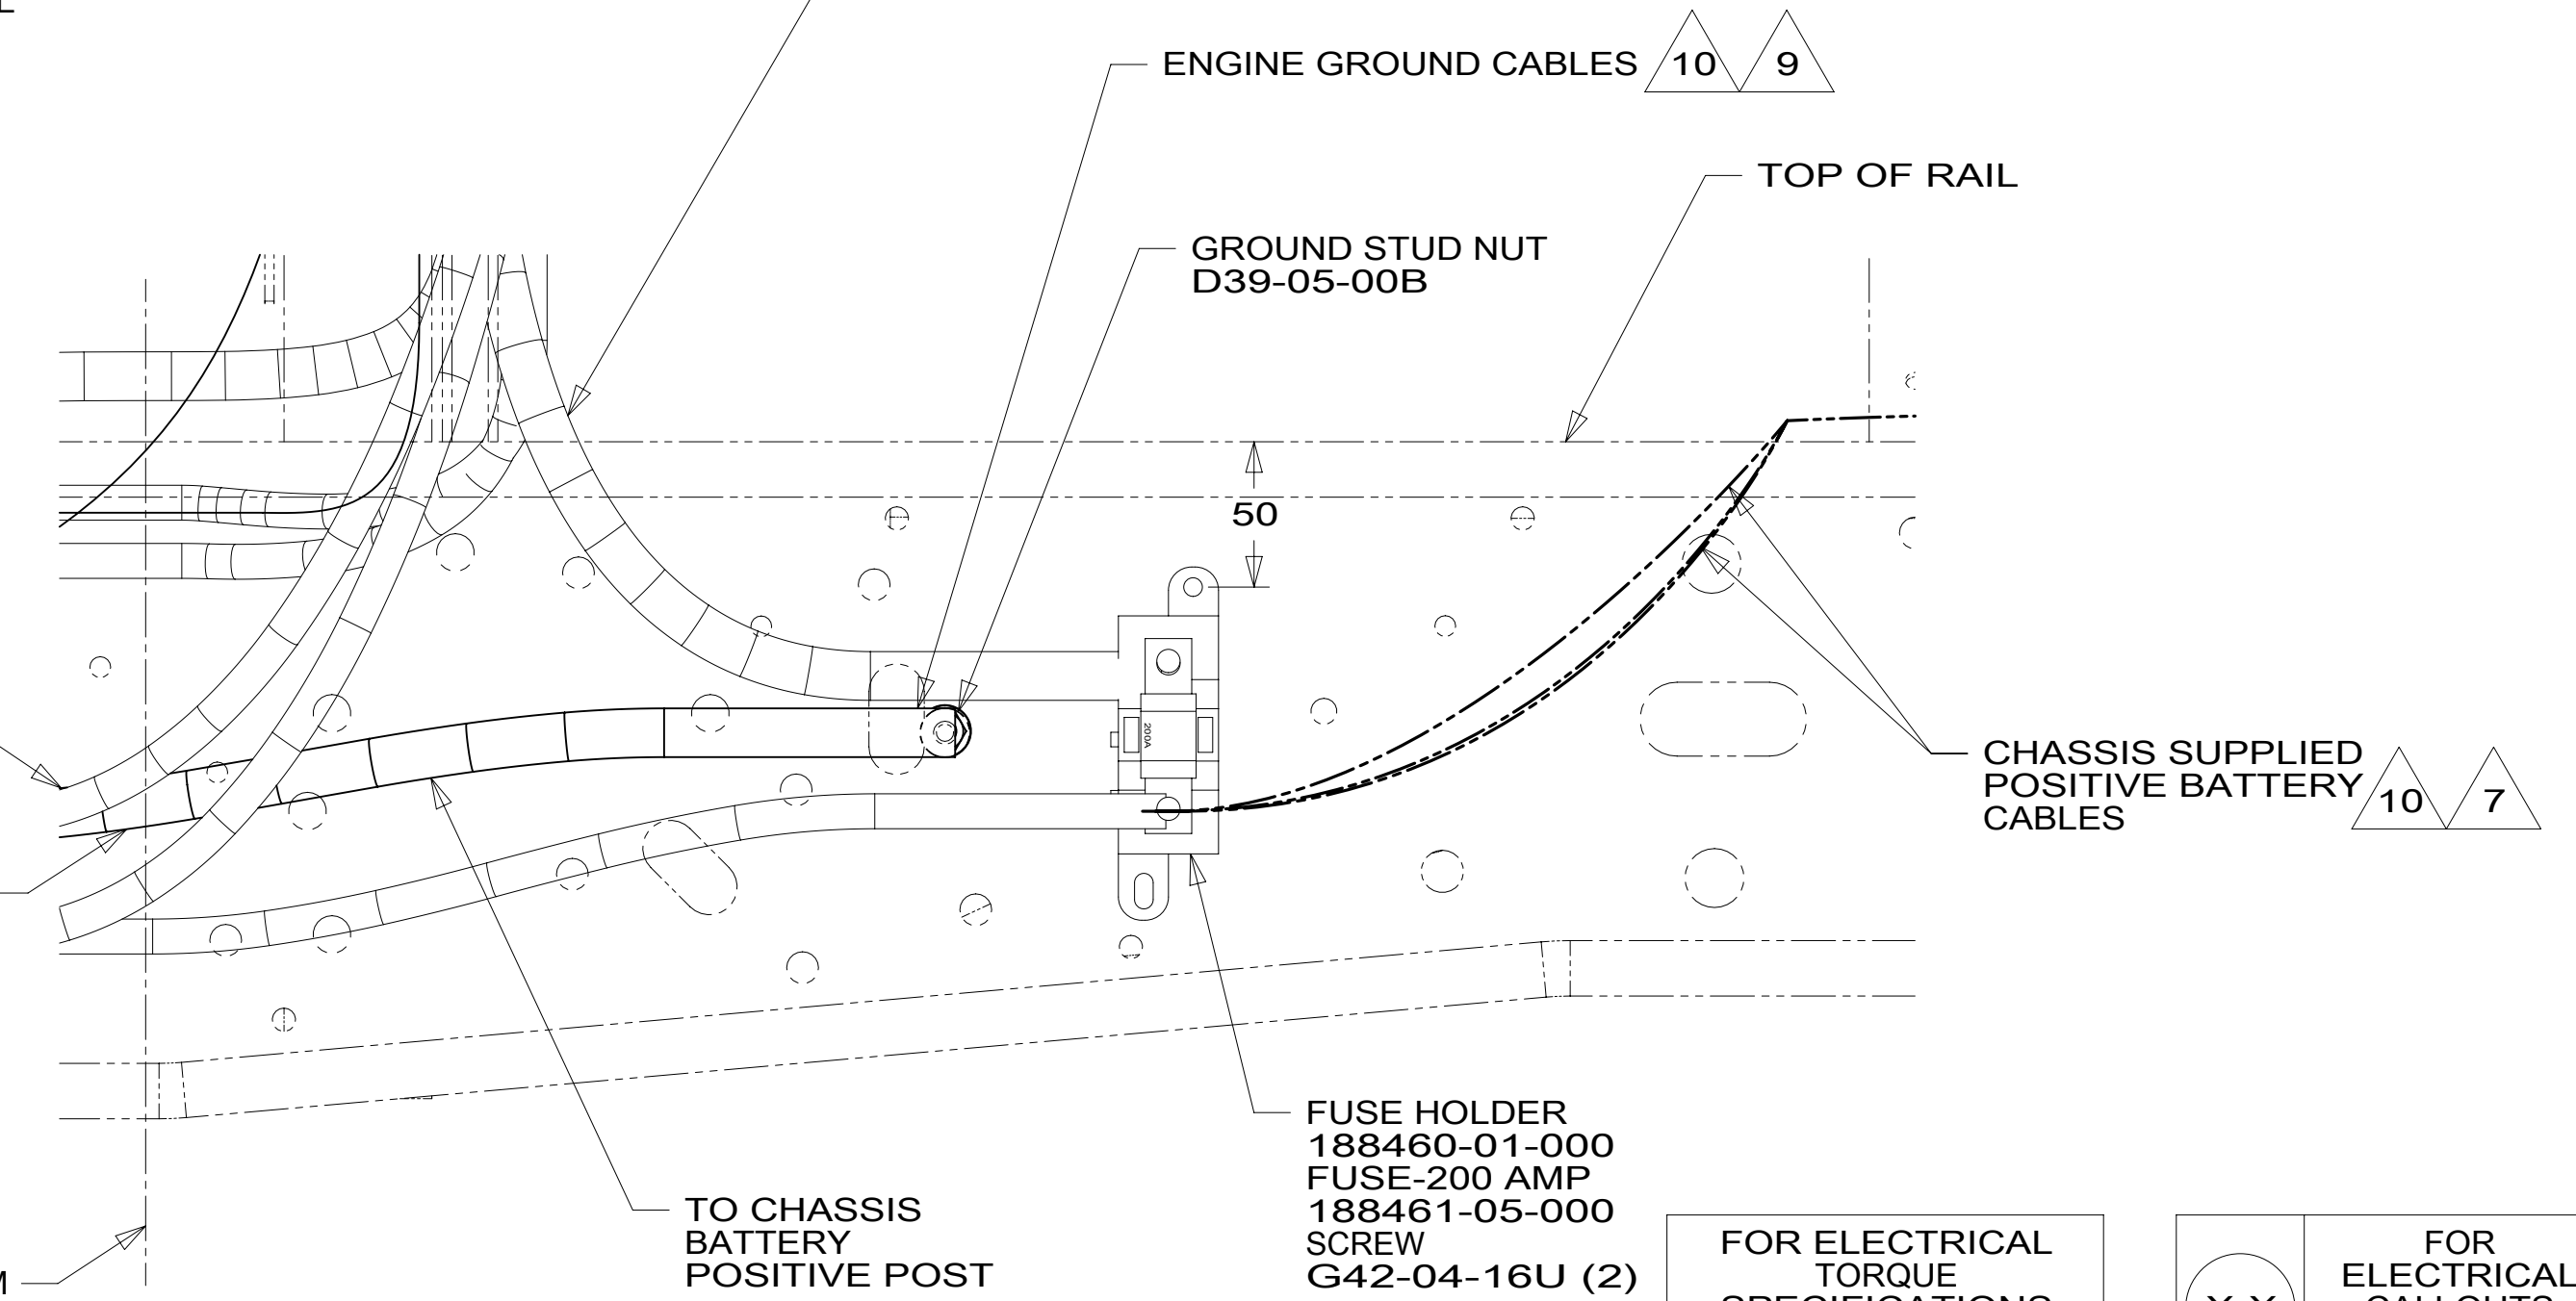 ENGINE GROUND CABLES 10 9
TOP OF RAIL
GROUND STUD NUT
D39-05-00B
50
200A
CHASSIS SUPPLIED
POSITIVE BATTERY
CABLES
10 7
FUSE HOLDER
188460-01-000
FUSE-200 AMP
188461-05-000
SCREW
G42-04-16U (2)
TO CHASSIS
BATTERY
POSITIVE POST
FOR ELECTRICAL
TORQUE
SPECIFICATIONS
FOR
ELECTRICAL
CALLOUTS
X-X